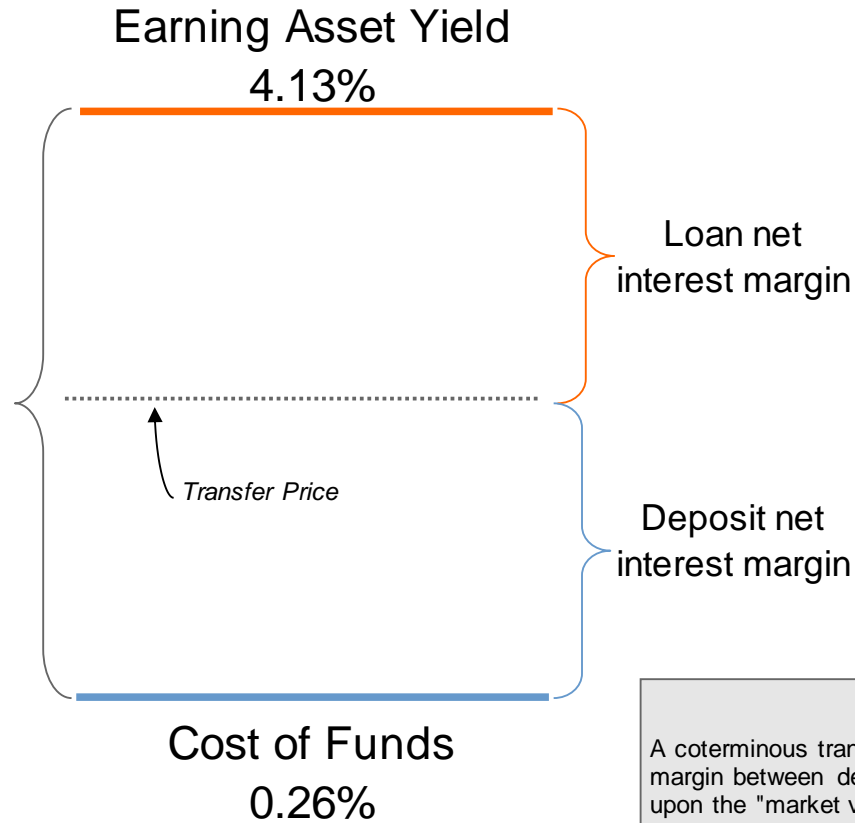 Earning Asset Yield
4.13%
Loan net
interest margin
Transfer Price
Deposit net
interest margin
Cost of Funds
0.26%
A coterminous
margin between
upon the "market